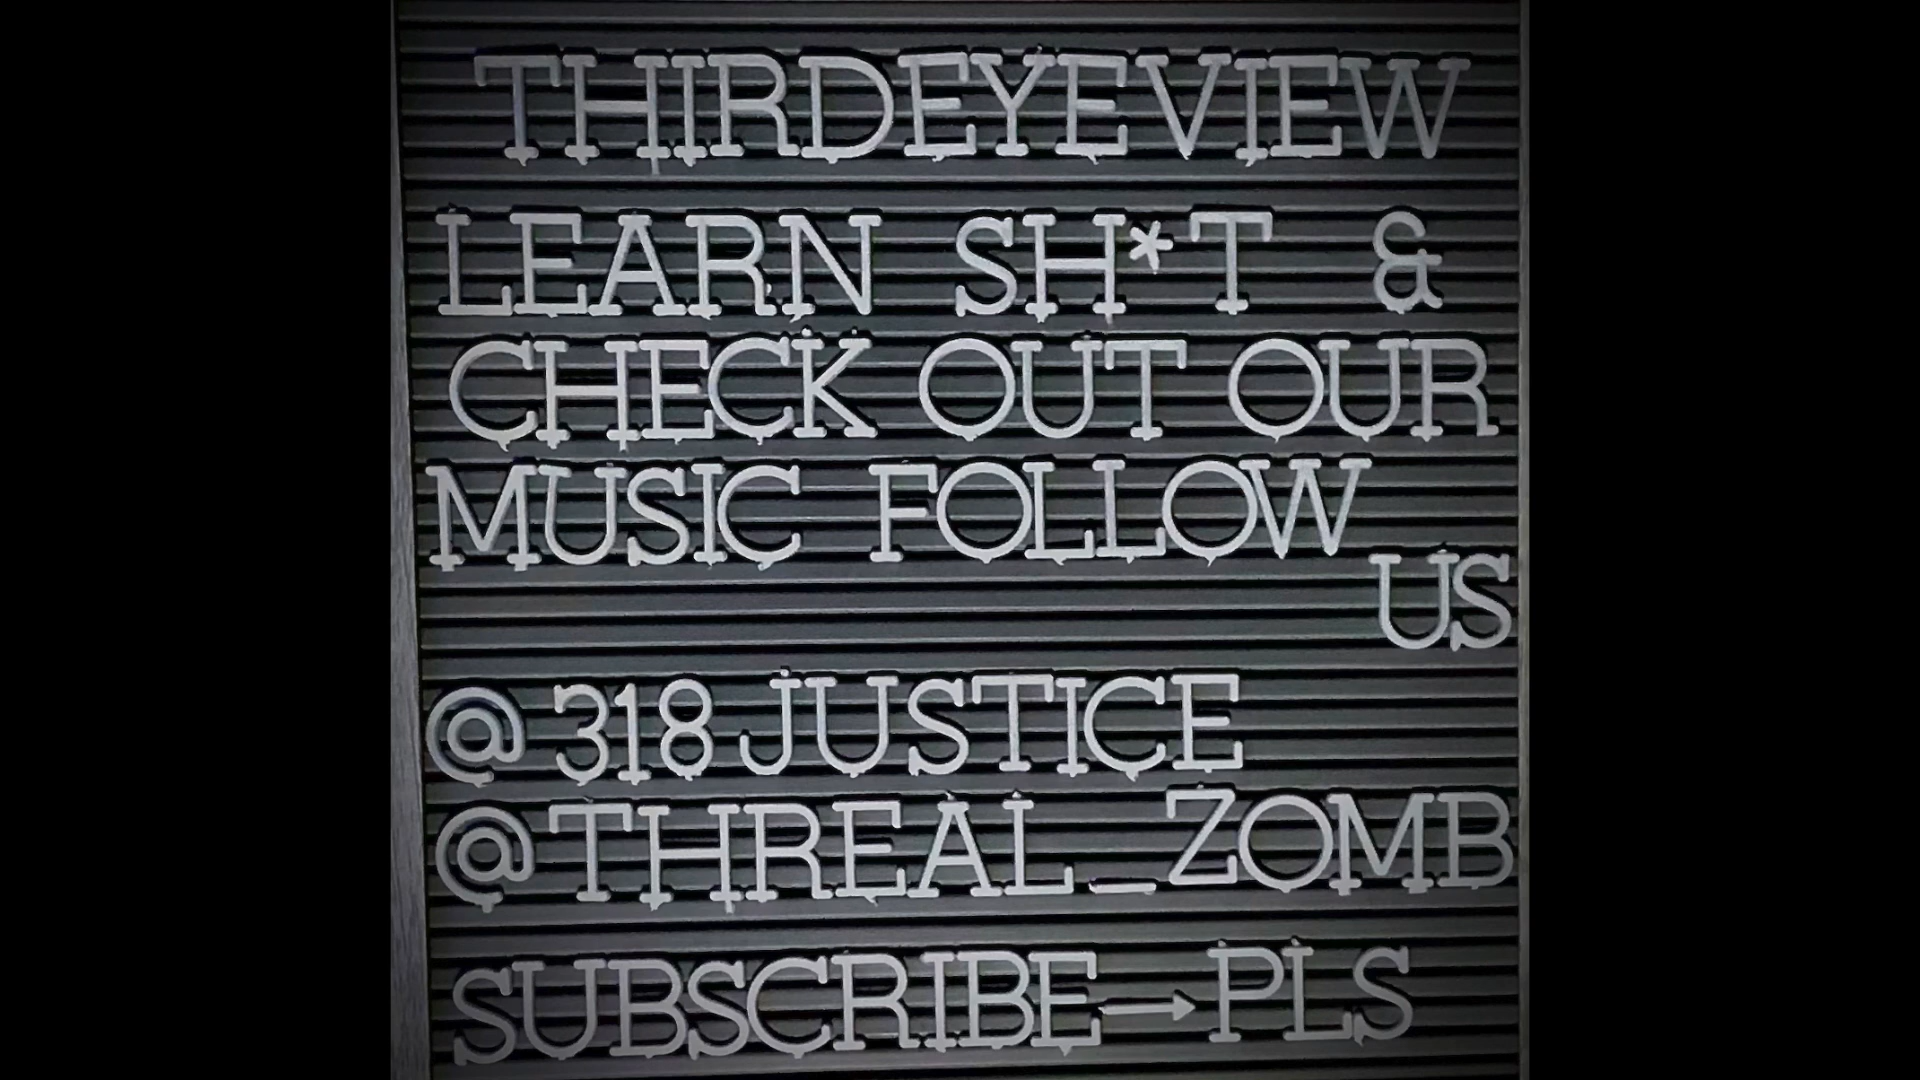 THIRDEYEVIEW
LEARN SH*T &
CHECK OUT OUR
MUSIC FOLLOW
US
@318JUSTICE
@THREAL_ZOMB
SUBSCRIBE→PLS